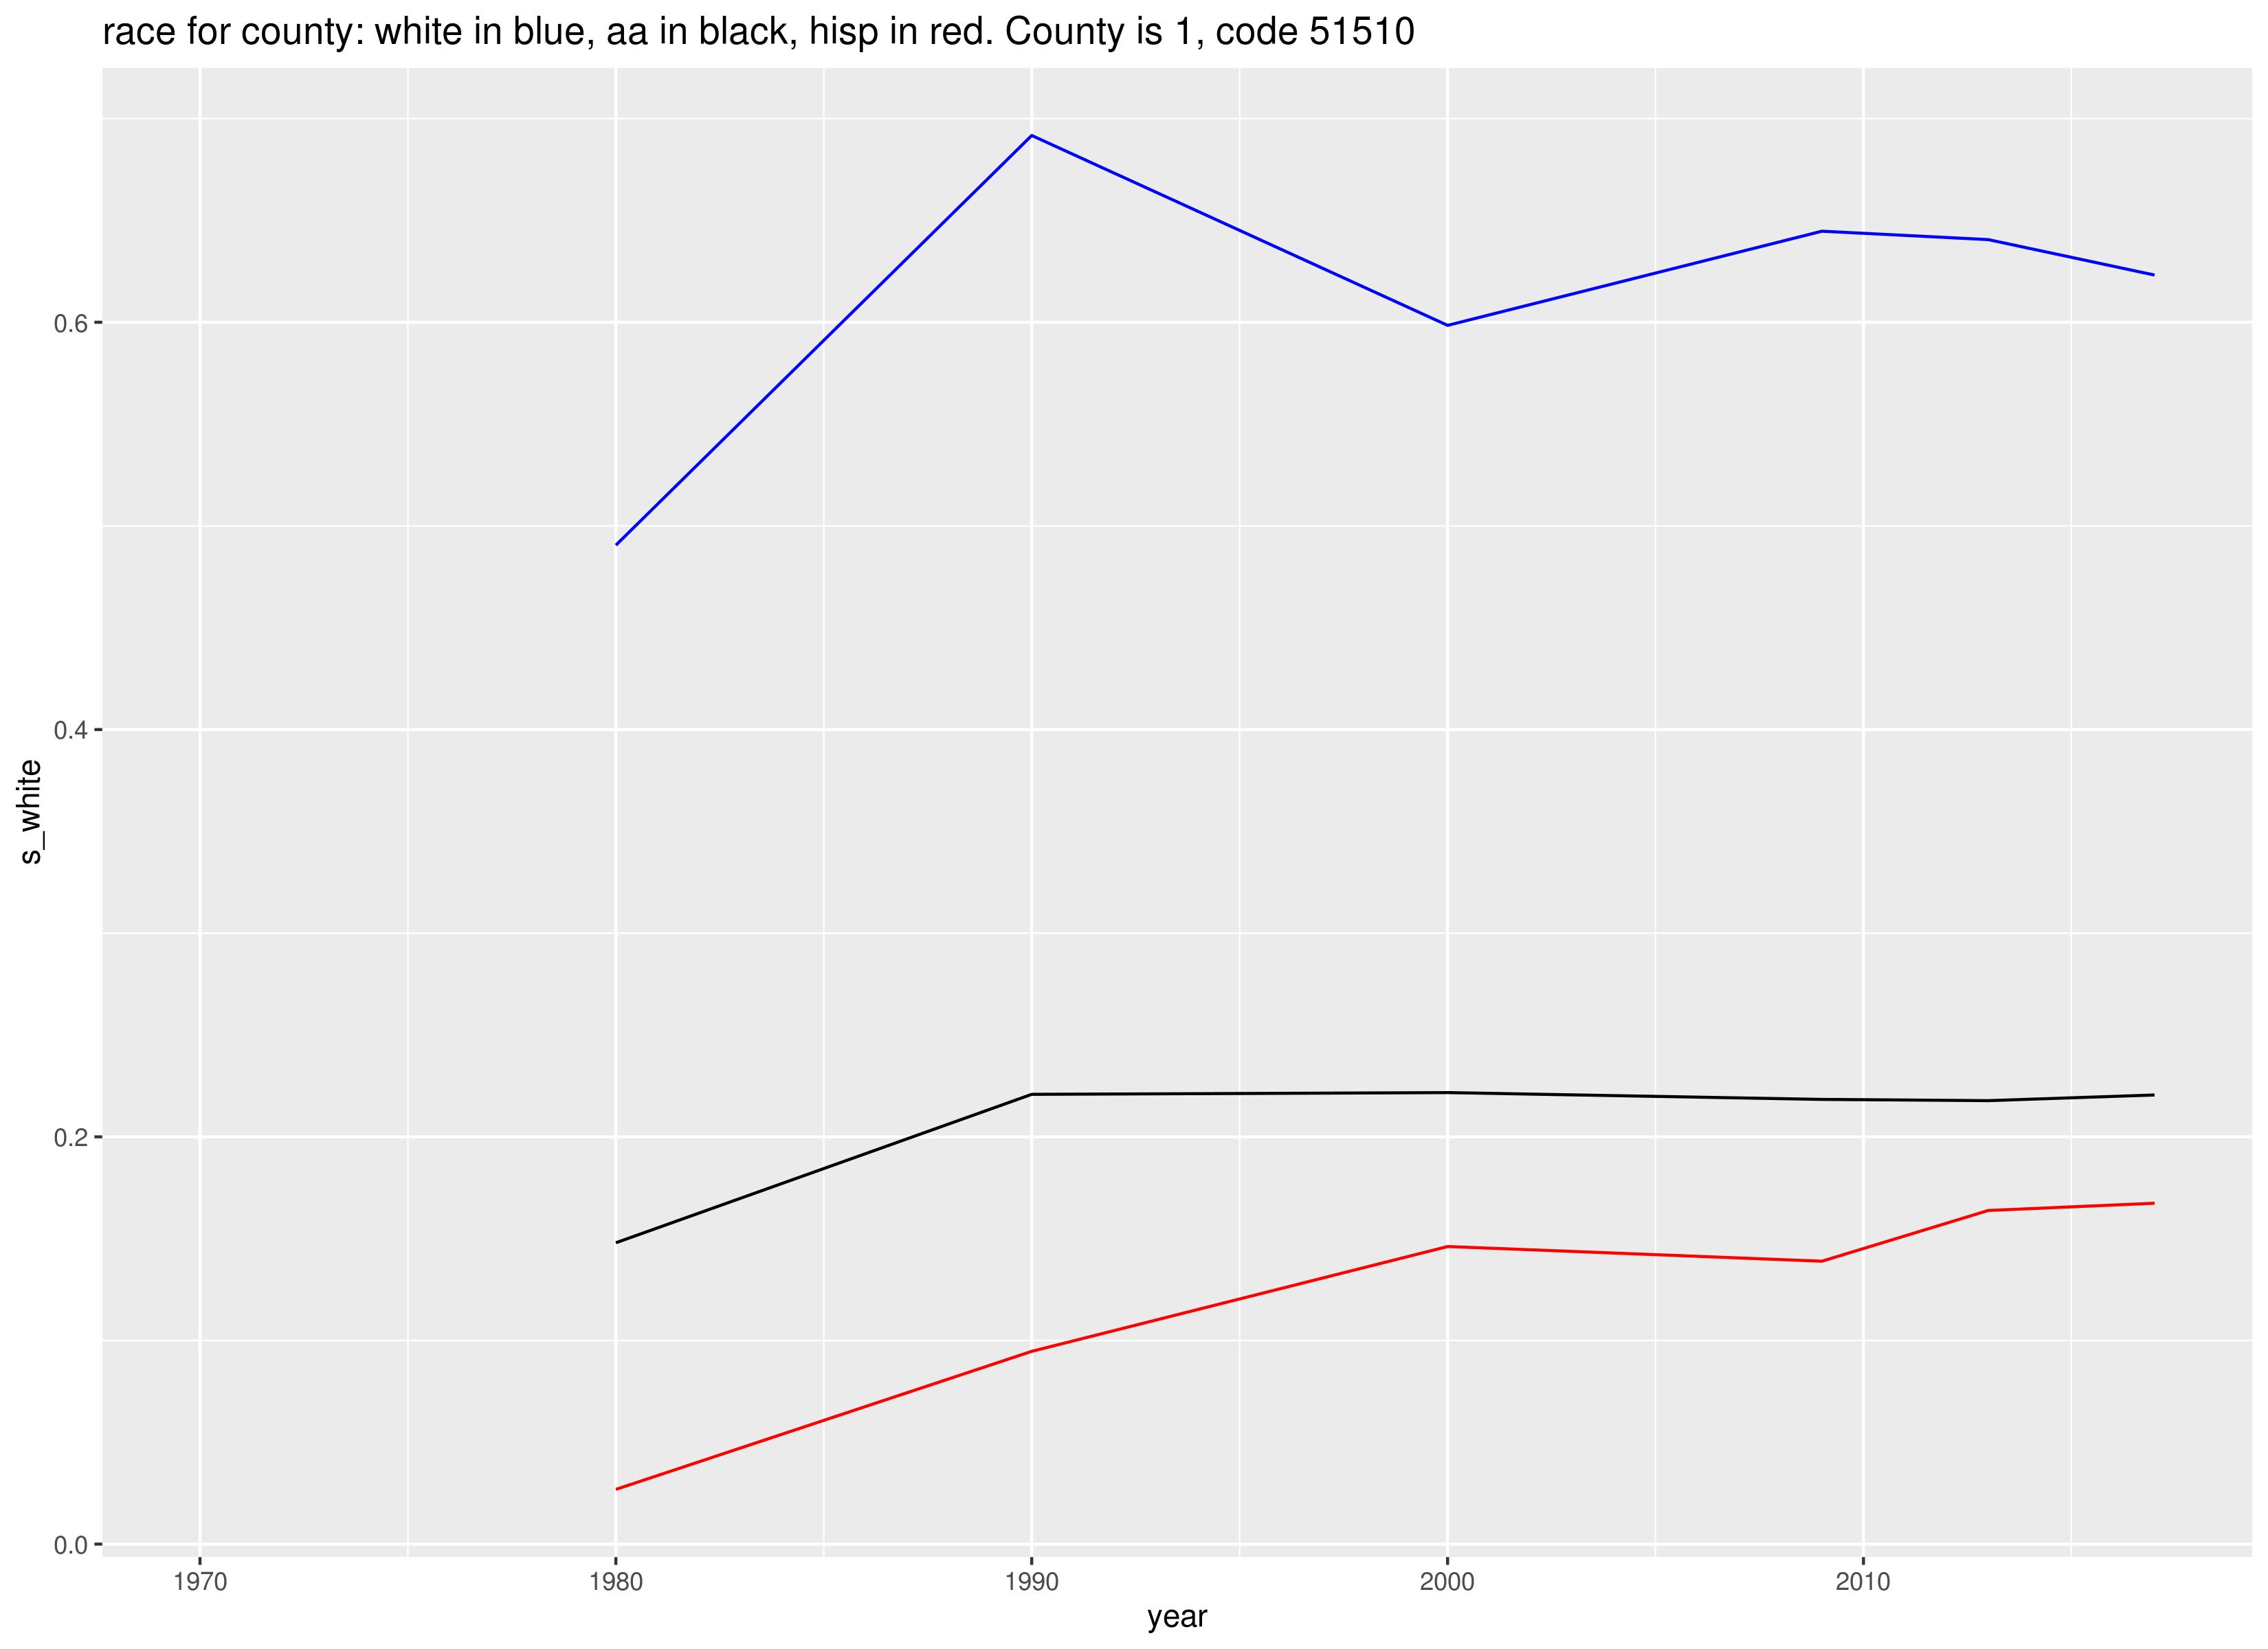 race for county: white in blue, aa in black, hisp in red. County is 1, code 51510
s_white
0.6
0.4
0.2
0.0
1970 1980 1990 2000 2010
year